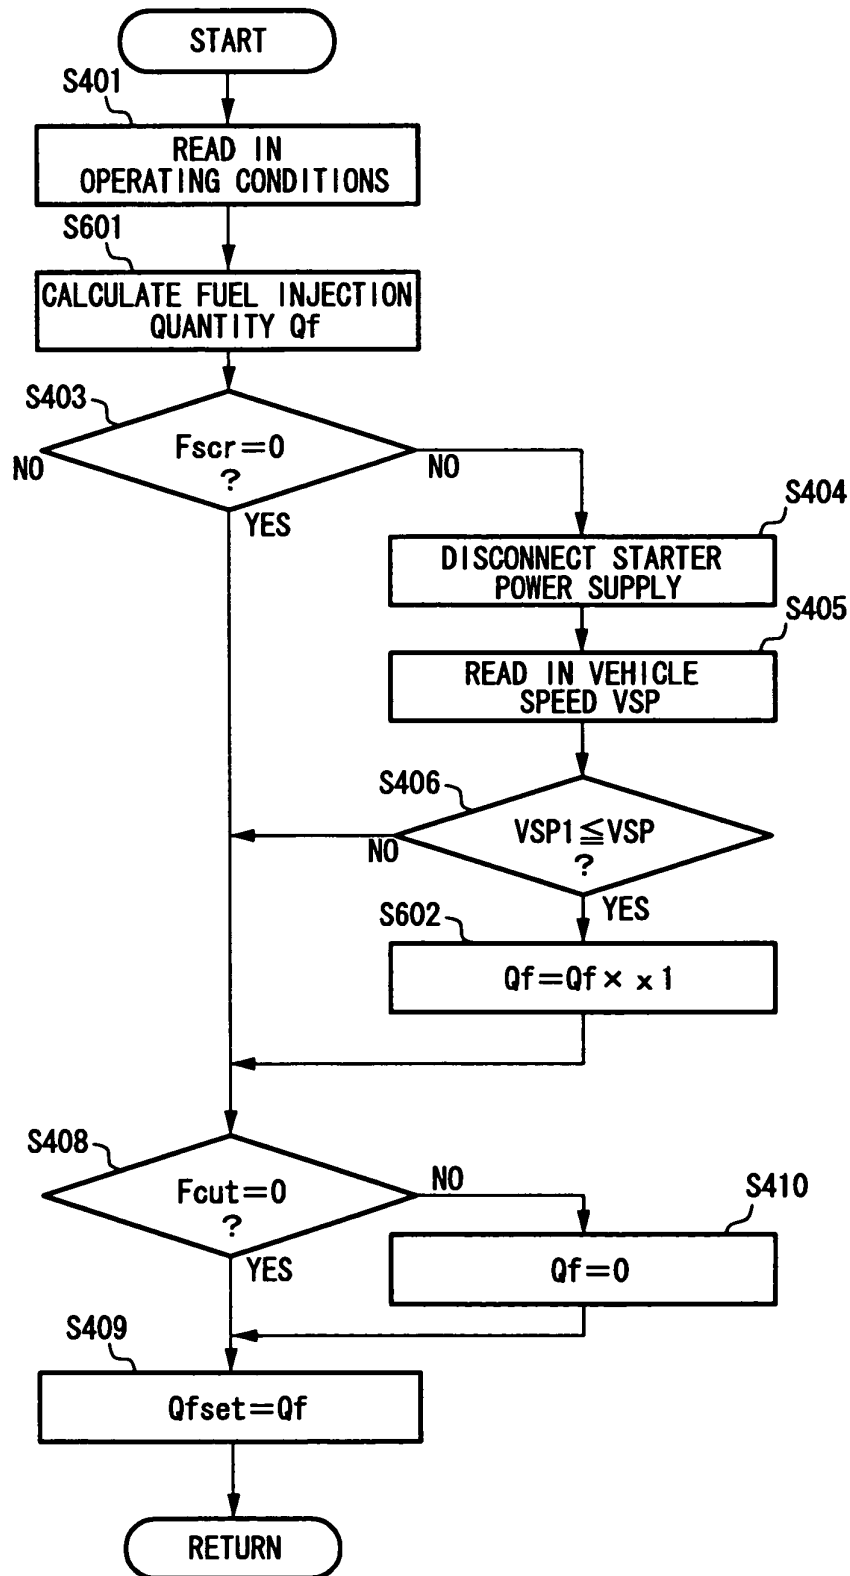 START
S401
READ IN
OPERATING CONDITIONS
S601
CALCULATE FUEL INJECTION
QUANTITY Qf
S403
Fscr=0
?
NO
NO
YES
S404
DISCONNECT STARTER
POWER SUPPLY
S405
READ IN VEHICLE
SPEED VSP
S406
VSP1≦VSP
?
NO
YES
S602
Qf=Qf× x1
S408
Fcut=0
?
NO
YES
S410
Qf=0
S409
Qfset=Qf
RETURN